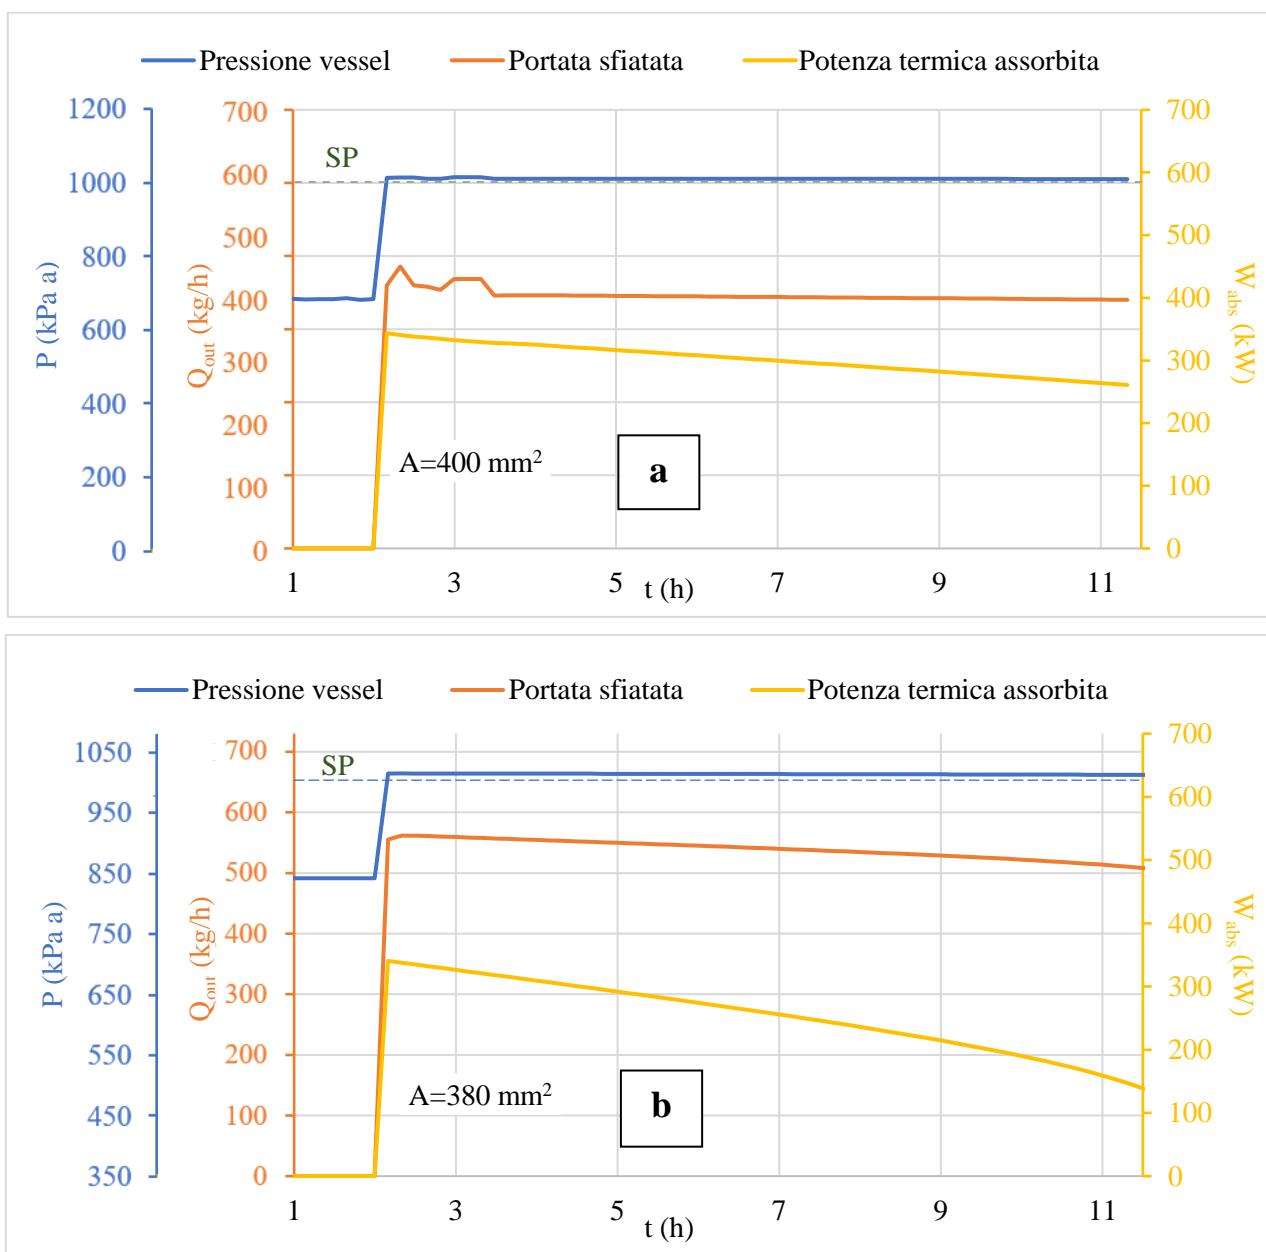 Pressione vessel Portata sfiatata Potenza termica assorbita
1200 700 700
SP
1000 600 600
500 500
800
400 400
600
300 300
400
200 200
A=400 mm² a
200
100 100
0 0 0
P (kPa a)
Q_out (kg/h)
W_abs (kW)
1 3 5 7 9 11
t (h)
Pressione vessel Portata sfiatata Potenza termica assorbita
1050 700 700
SP
950 600 600
850 500 500
750 400 400
650 300 300
550 200 200
A=380 mm² b
450 100 100
350 0 0
P (kPa a)
Q_out (kg/h)
W_abs (kW)
1 3 5 7 9 11
t (h)